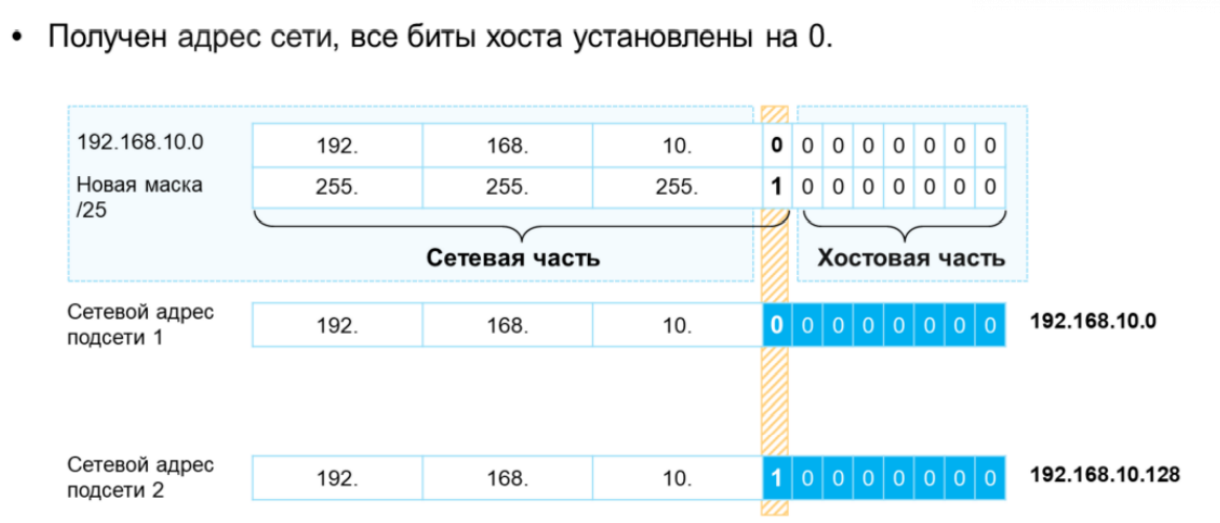 • Получен адрес сети, все биты хоста установлены на 0.
192.168.10.0 192. 168. 10. 0 0 0 0 0 0 0 0
Новая маска
/25 255. 255. 255. 1 0 0 0 0 0 0 0
Сетевая часть Хостовая часть
Сетевой адрес
подсети 1 192. 168. 10. 0 0 0 0 0 0 0 0 192.168.10.0
Сетевой адрес
подсети 2 192. 168. 10. 1 0 0 0 0 0 0 0 192.168.10.128